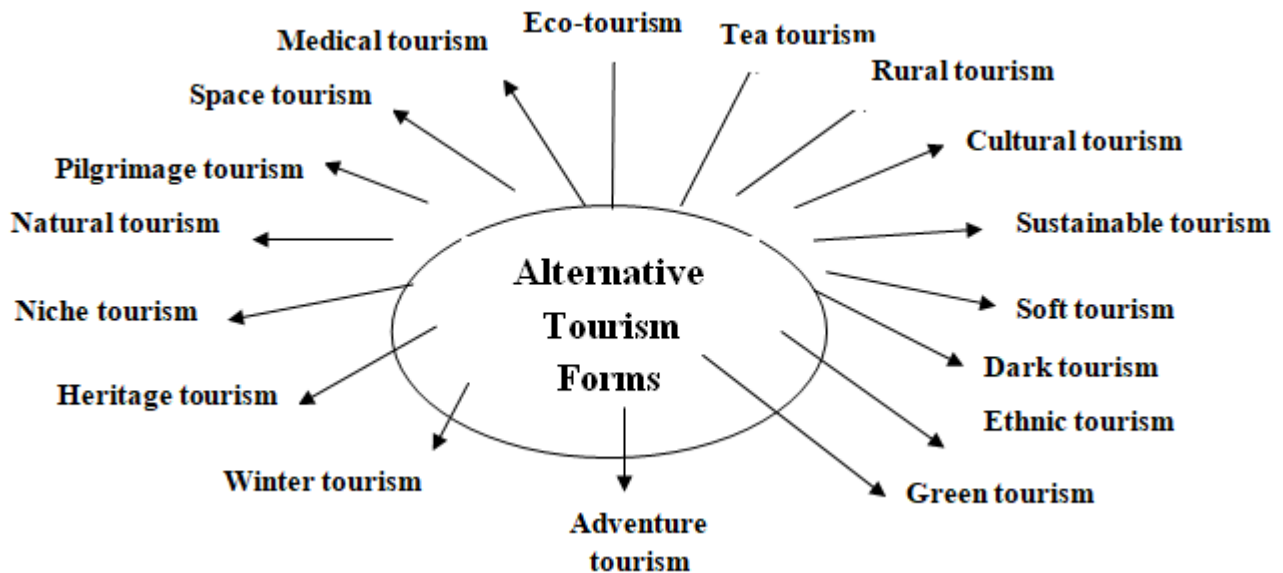 Eco-tourism
Tea tourism
Medical tourism
Rural tourism
Space tourism
Cultural tourism
Pilgrimage tourism
Natural tourism
Sustainable tourism
Alternative
Tourism
Forms
Niche tourism
Soft tourism
Dark tourism
Heritage tourism
Ethnic tourism
Winter tourism
Green tourism
Adventure
tourism